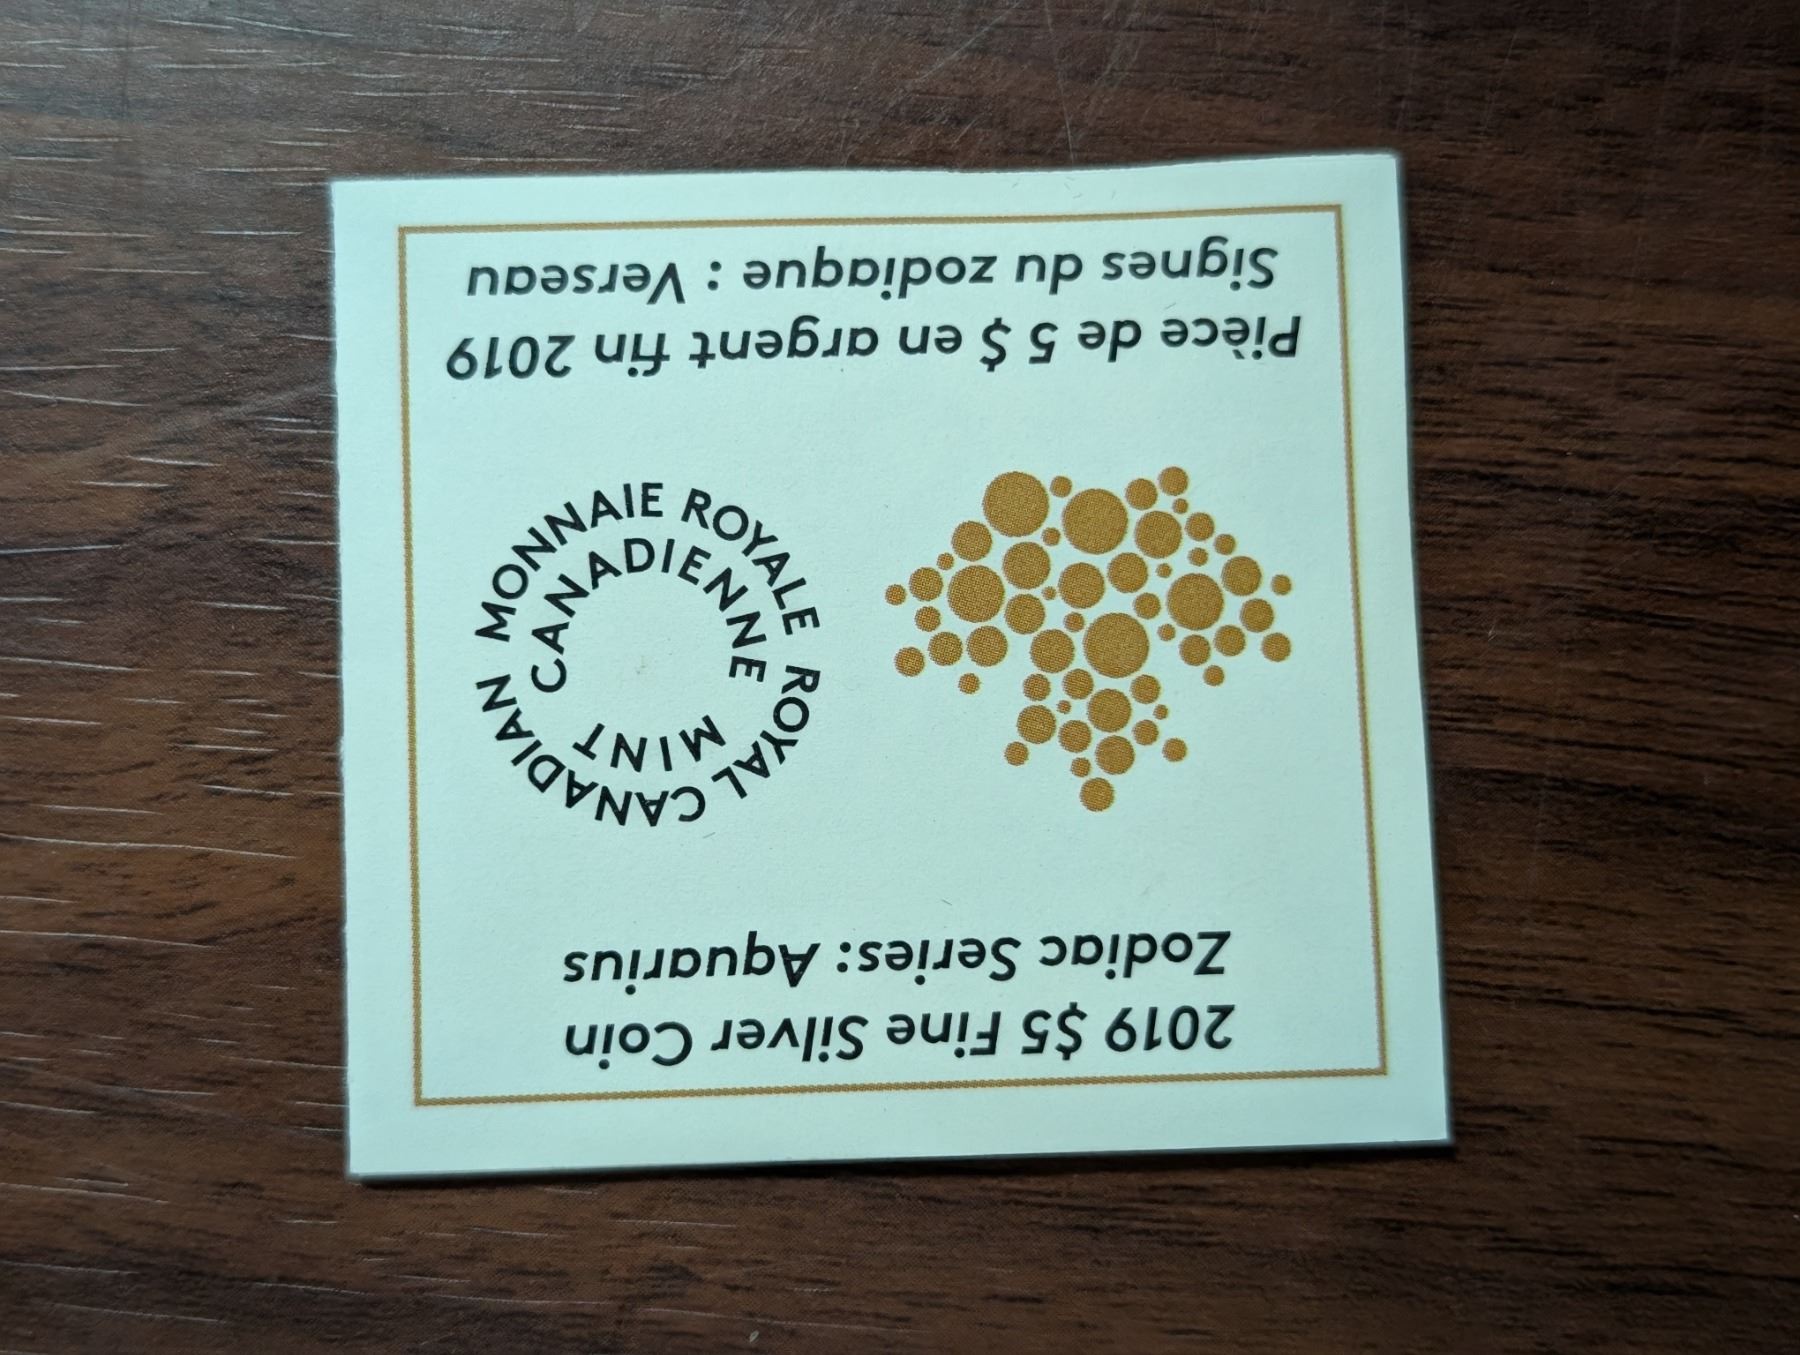 2019 $5 Fine Silver Coin
Zodiac Series: Aquarius
ROYAL CANADIAN MINT
MONNAIE ROYALE CANADIENNE
Pièce de 5 $ en argent fin 2019
Signes du zodiaque : Verseau